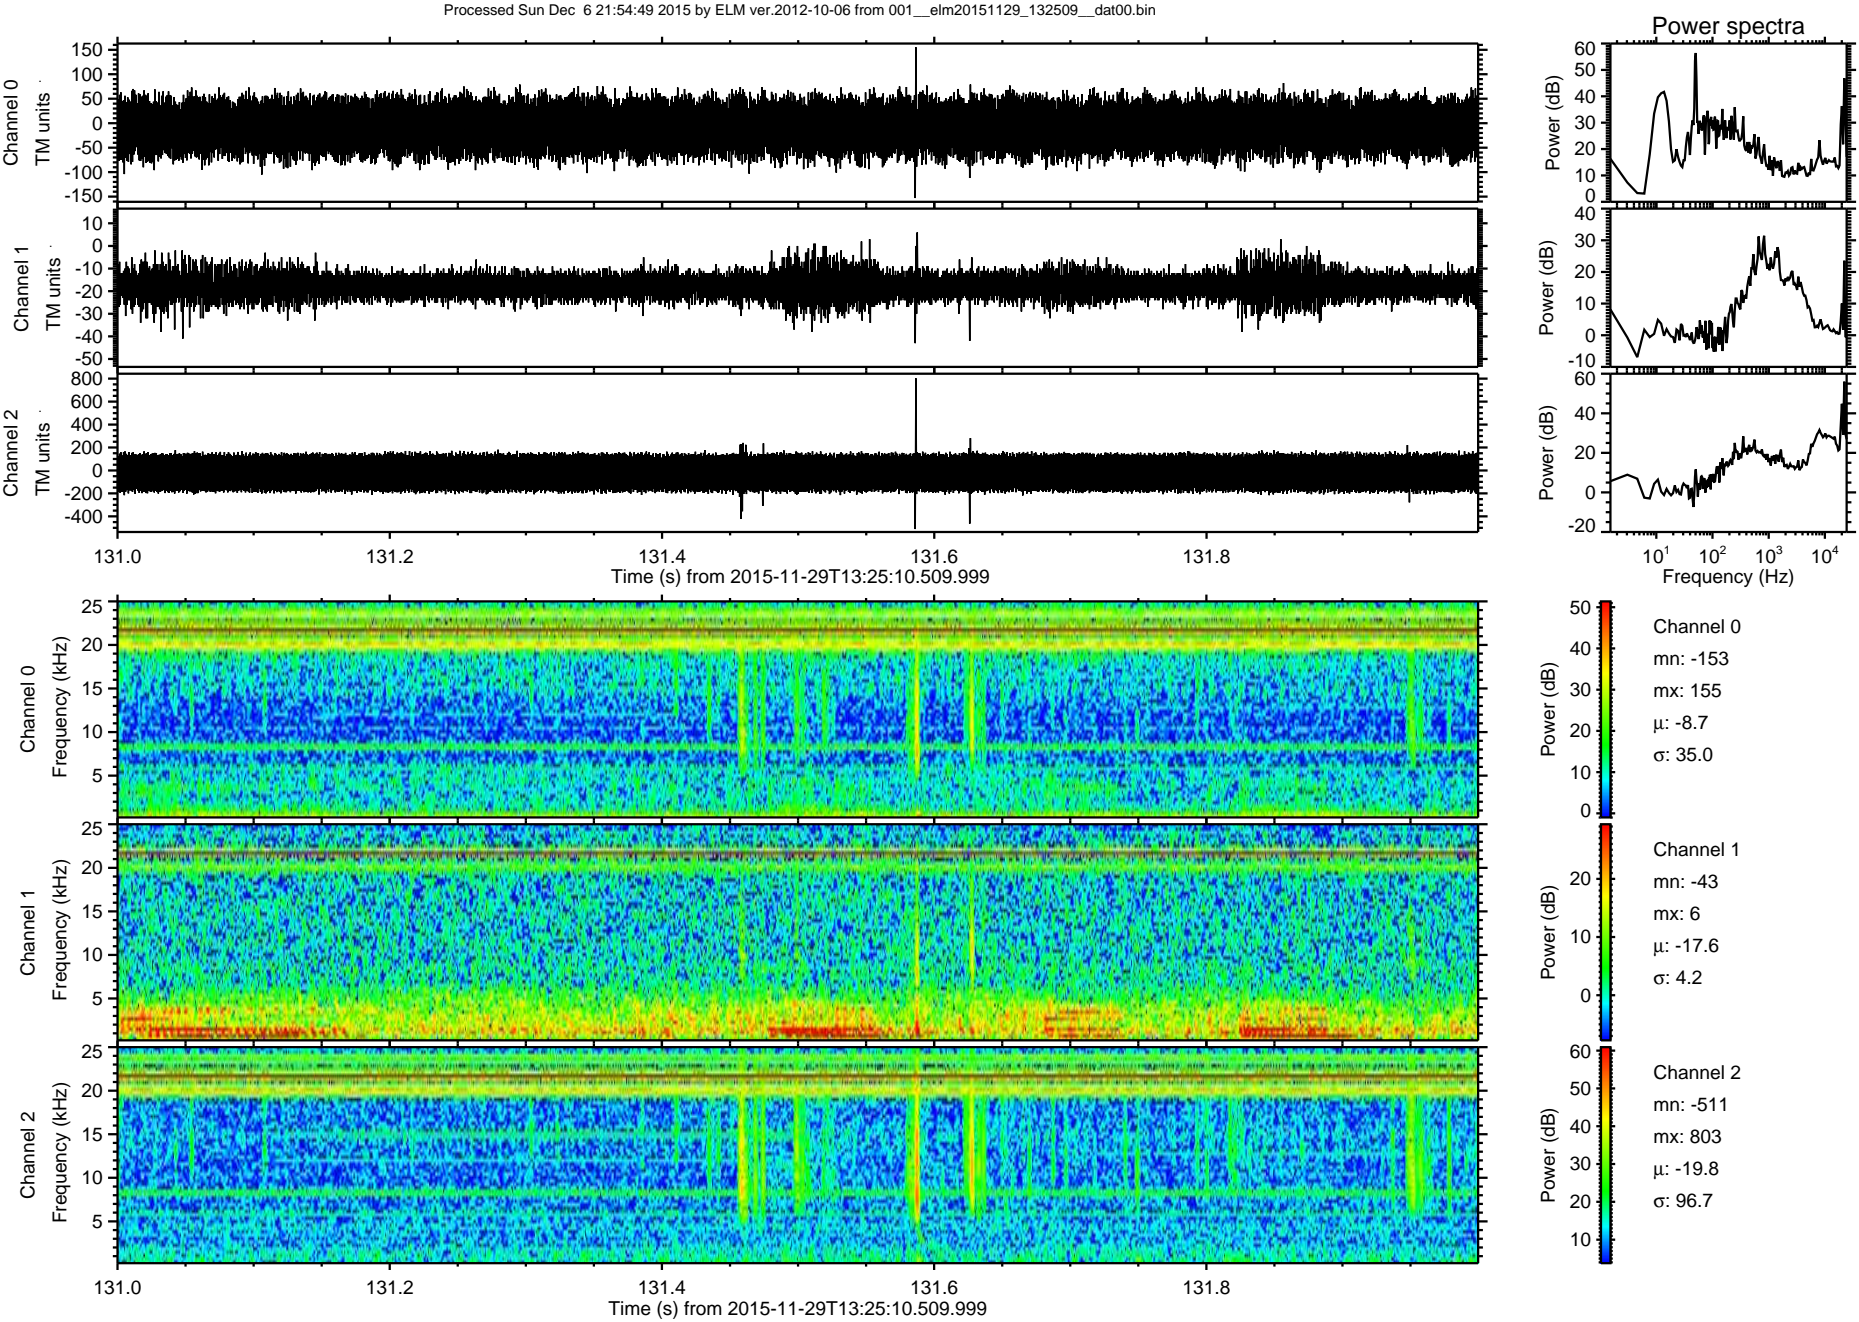 Processed Sun Dec 6 21:54:49 2015 by ELM ver.2012-10-06 from 001__elm20151129_132509__dat00.bin
Power spectra
Channel 0
TM units
150
100
50
0
-50
-100
-150
Power (dB)
60
50
40
30
20
10
0
Channel 1
TM units
10
0
-10
-20
-30
-40
-50
Power (dB)
40
30
20
10
0
-10
Channel 2
TM units
800
600
400
200
0
-200
-400
Power (dB)
60
40
20
0
-20
131.0 131.2 131.4 131.6 131.8
Time (s) from 2015-11-29T13:25:10.509.999
10¹ 10² 10³ 10⁴
Frequency (Hz)
Channel 0
Frequency (kHz)
25
20
15
10
5
Power (dB)
50
40
30
20
10
0
Channel 0
mn: -153
mx: 155
µ: -8.7
σ: 35.0
Channel 1
Frequency (kHz)
25
20
15
10
5
Power (dB)
20
10
0
Channel 1
mn: -43
mx: 6
µ: -17.6
σ: 4.2
Channel 2
Frequency (kHz)
25
20
15
10
5
Power (dB)
60
50
40
30
20
10
Channel 2
mn: -511
mx: 803
µ: -19.8
σ: 96.7
131.0 131.2 131.4 131.6 131.8
Time (s) from 2015-11-29T13:25:10.509.999